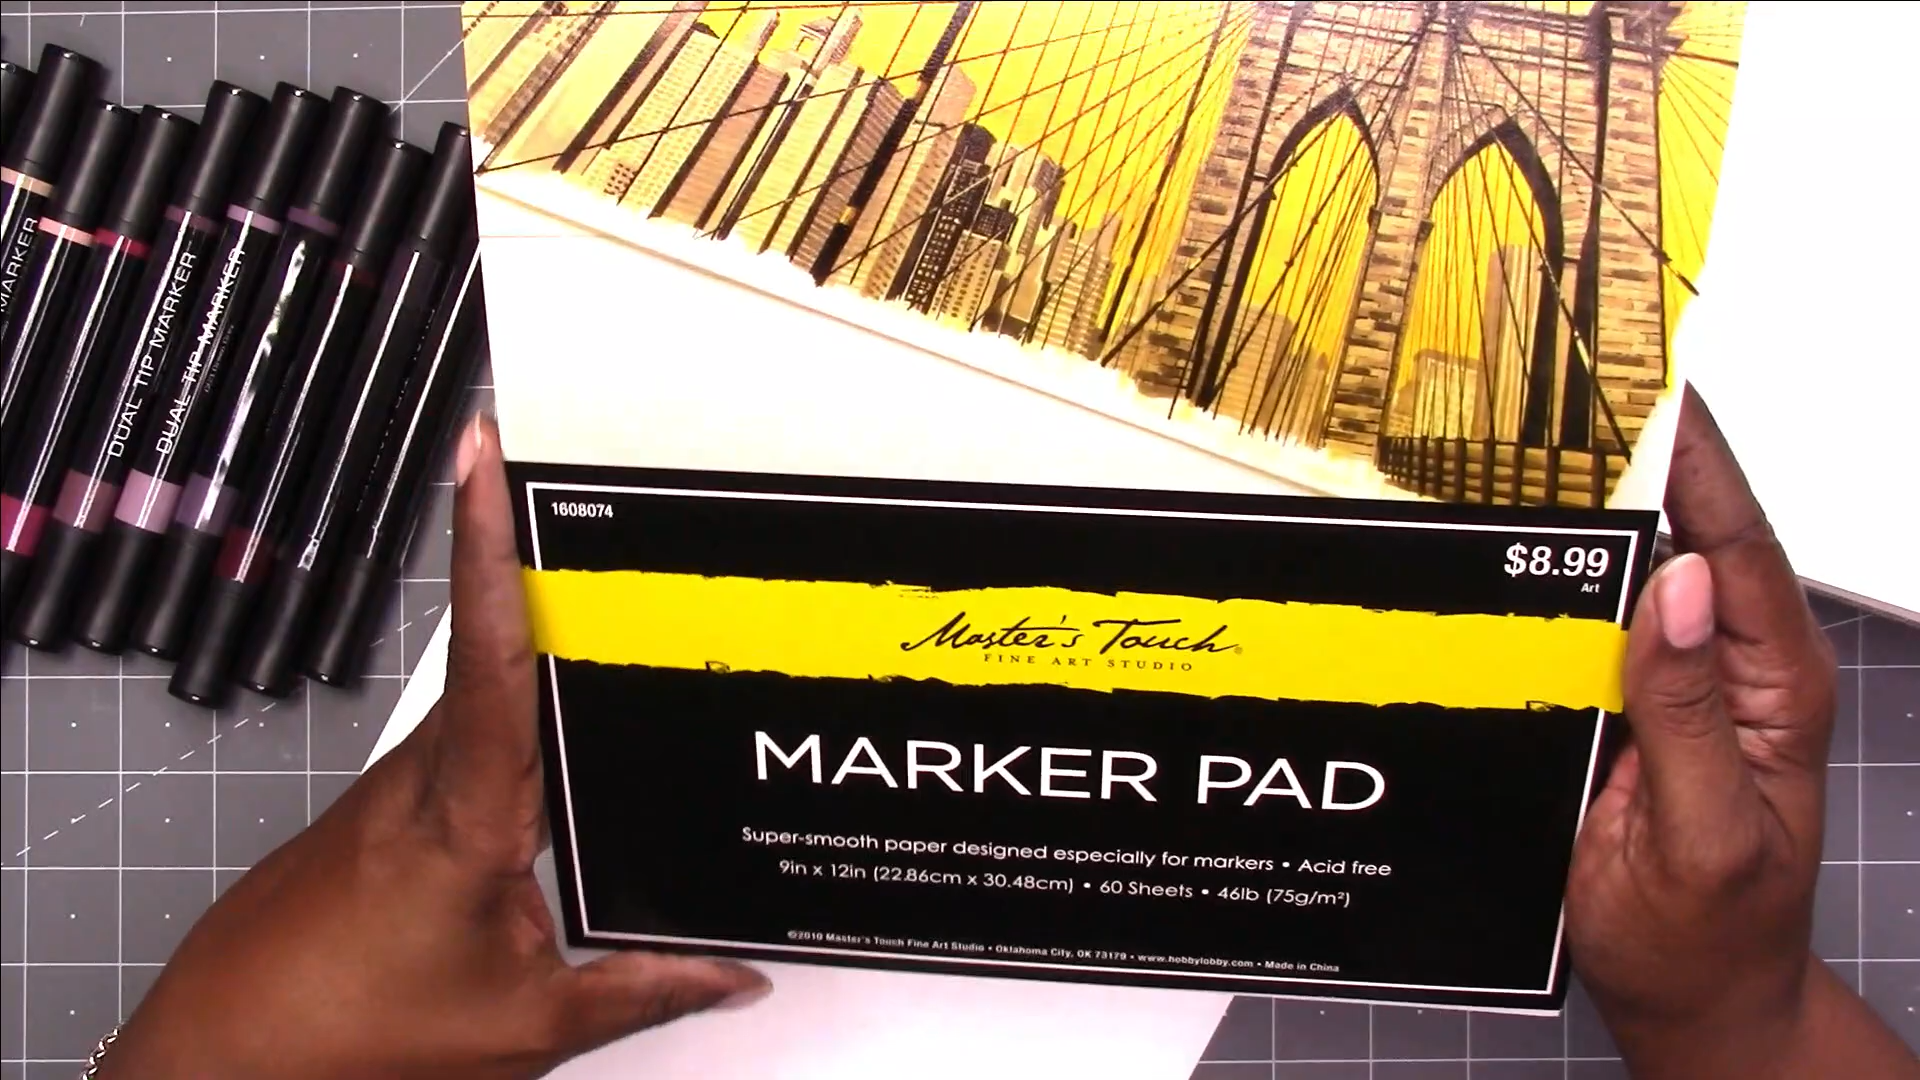 MARKER
DUAL TIP MARKER
DUAL TIP MARKER
1608074
$8.99
Art
Master's Touch®
FINE ART STUDIO
MARKER PAD
Super-smooth paper designed especially for markers • Acid free
9in x 12in (22.86cm x 30.48cm) • 60 Sheets • 46lb (75g/m²)
©2010 Master's Touch Fine Art Studio • Oklahoma City, OK 73179 • www.hobbylobby.com • Made in China